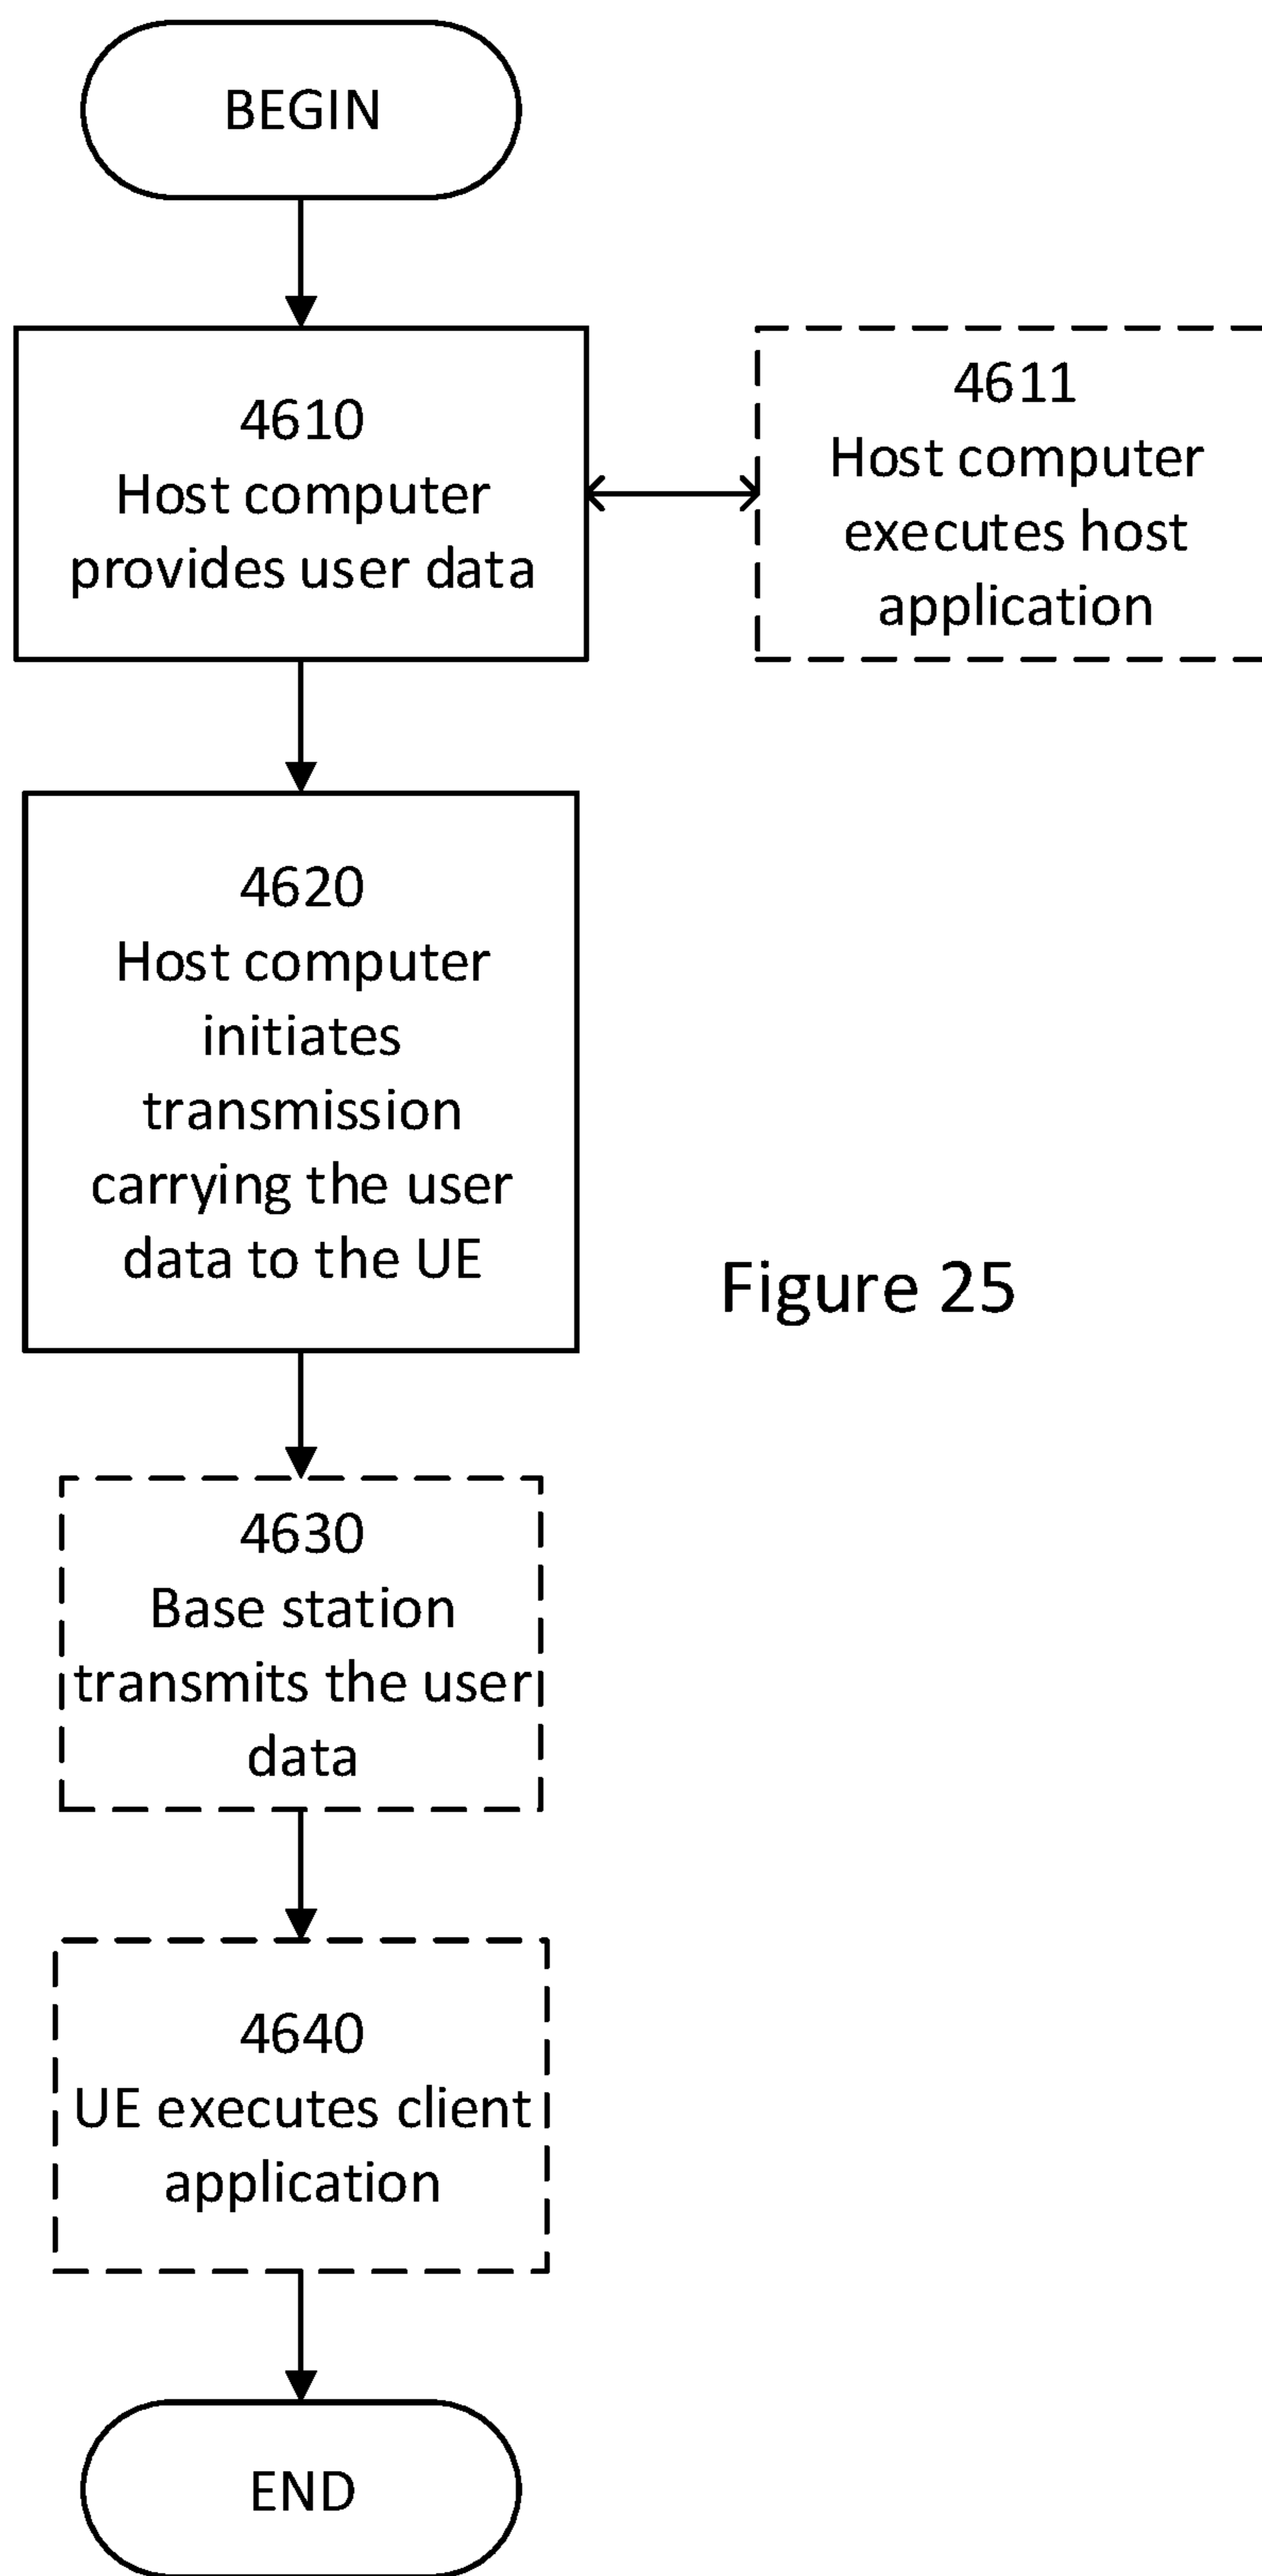 BEGIN
4610
Host computer
provides user data
4611
Host computer
executes host
application
4620
Host computer
initiates
transmission
carrying the user
data to the UE
Figure 25
4630
Base station
transmits the user
data
4640
UE executes client
application
END